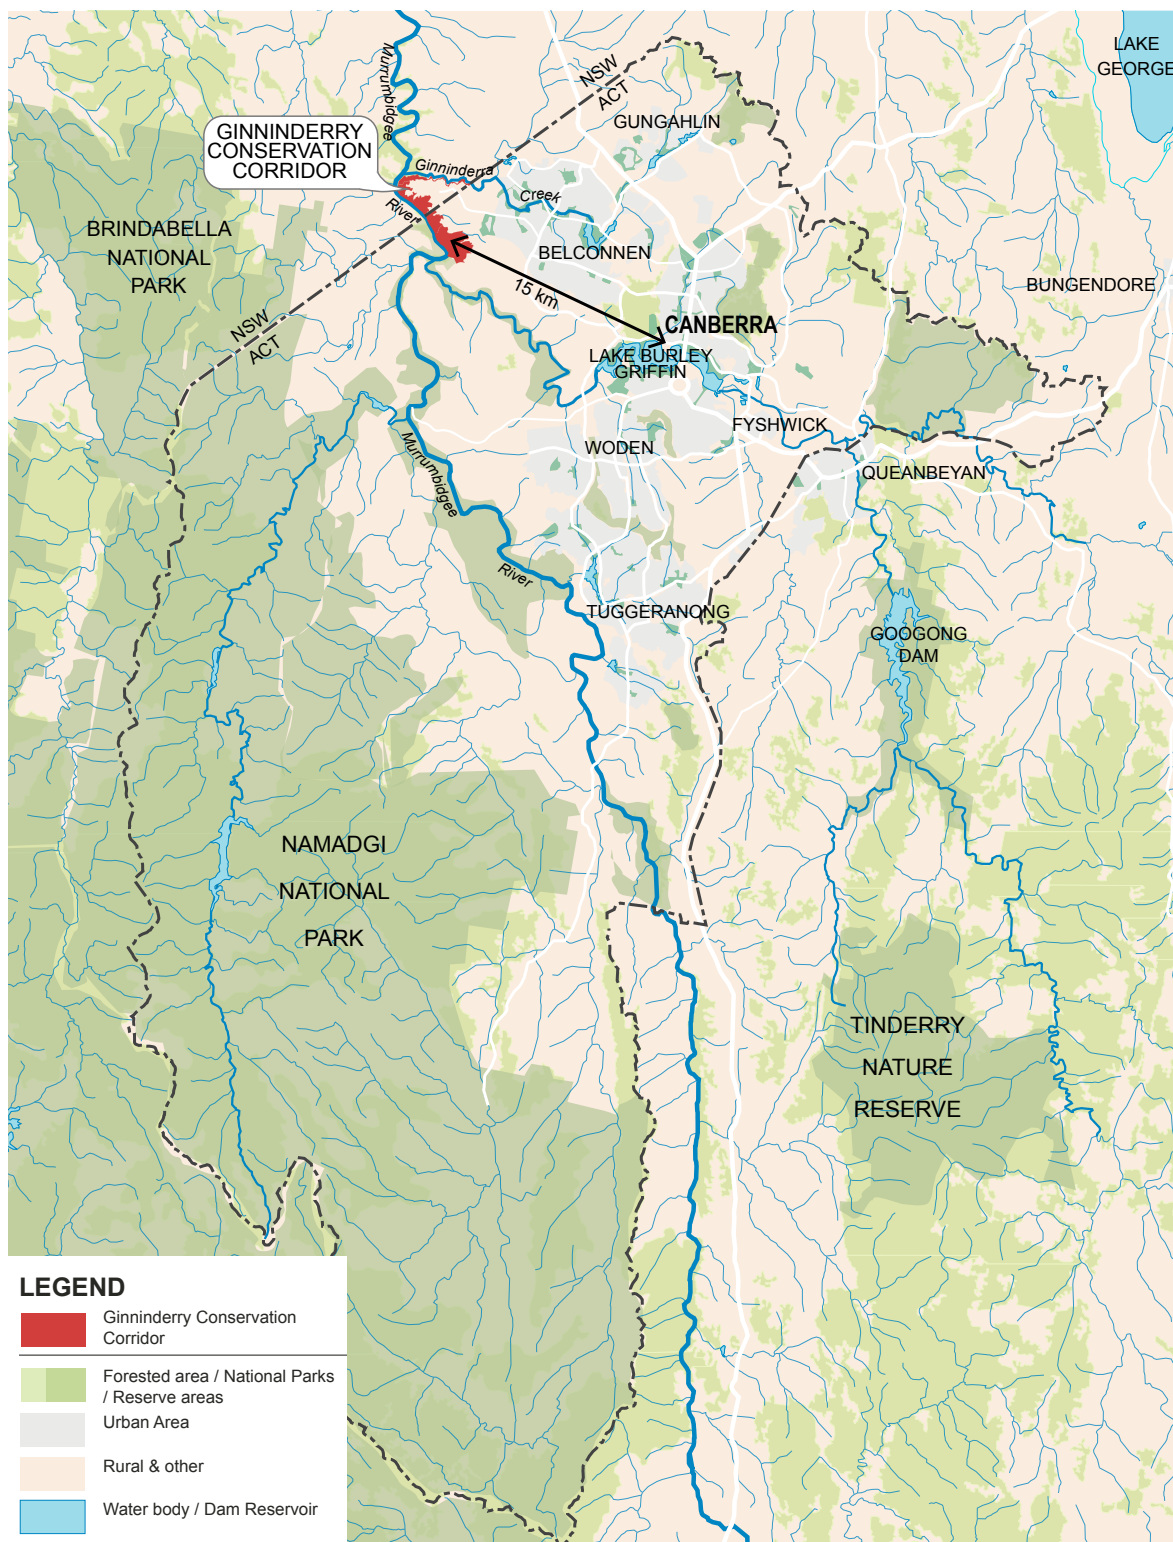 LAKE
GEORGE
Murrumbidgee
NSW
ACT
GUNGAHLIN
GINNINDERRY
CONSERVATION
CORRIDOR
Ginninderra
Creek
River
BRINDABELLA
NATIONAL
PARK
BELCONNEN
BUNGENDORE
15 km
NSW
ACT
CANBERRA
LAKE BURLEY
GRIFFIN
FYSHWICK
WODEN
Murrumbidgee
QUEANBEYAN
River
TUGGERANONG
GOOGONG
DAM
NAMADGI
NATIONAL
PARK
TINDERRY
NATURE
RESERVE
LEGEND
Ginninderry Conservation
Corridor
Forested area / National Parks
/ Reserve areas
Urban Area
Rural & other
Water body / Dam Reservoir